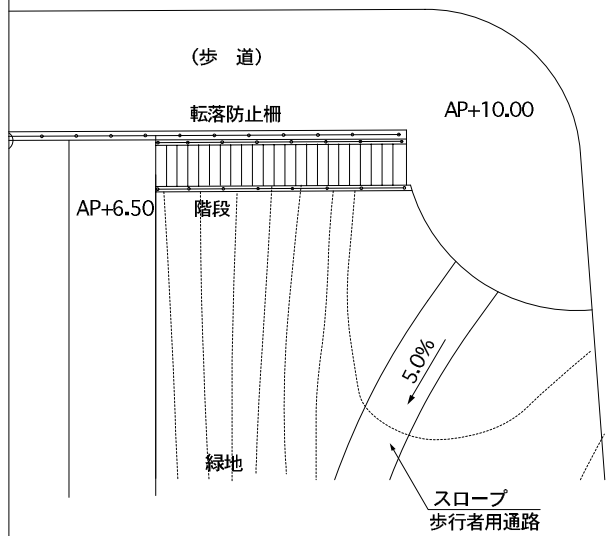 (歩 道)
転落防止柵
AP+10.00
AP+6.50
階段
5.0%
緑地
スロープ
歩行者用通路